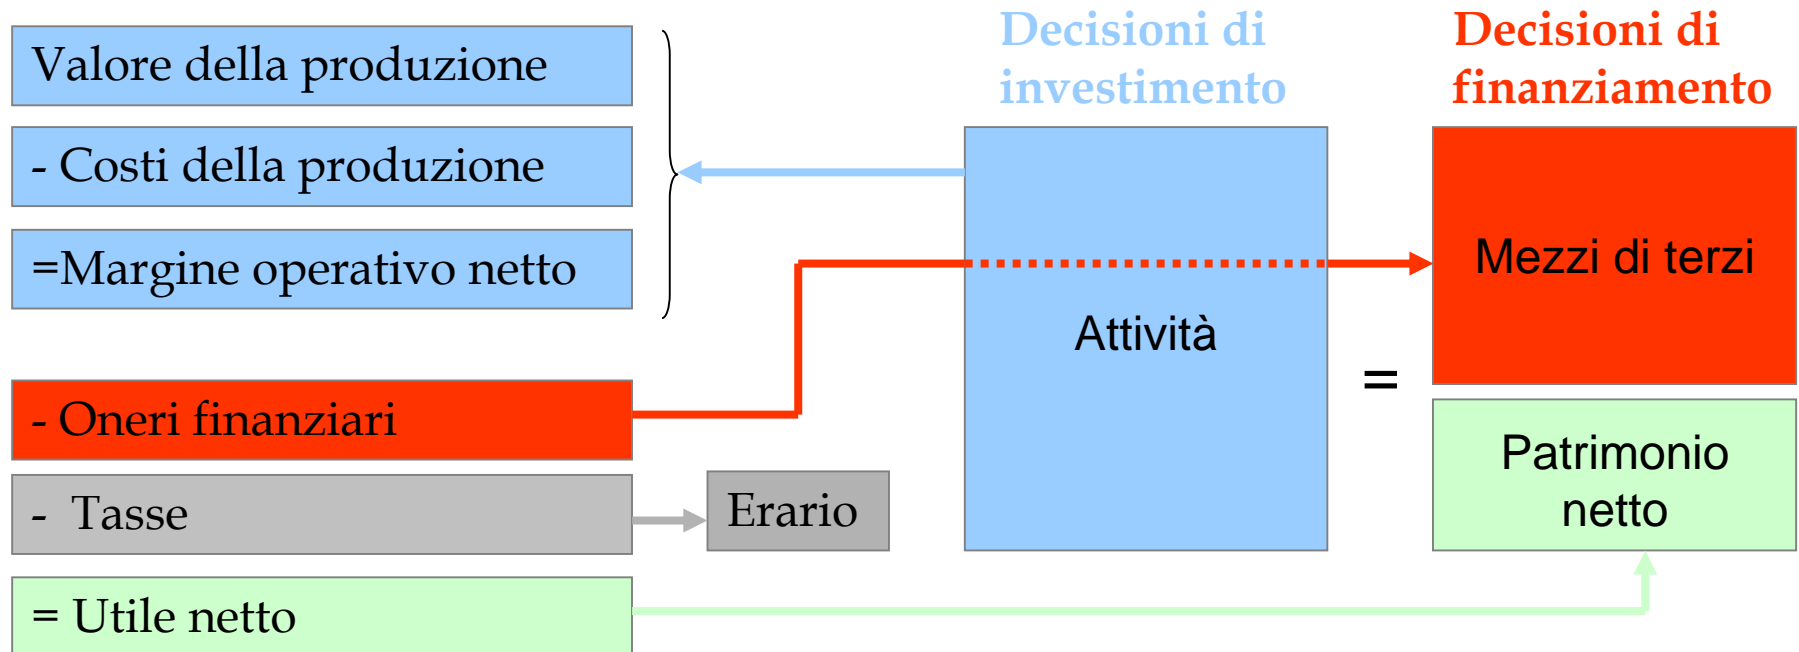 Valore della produzione
- Costi della produzione
=Margine operativo netto
- Oneri finanziari
- Tasse
Erario
= Utile netto
Decisioni di
investimento
Attività
=
Decisioni di
finanziamento
Mezzi di terzi
Patrimonio
netto